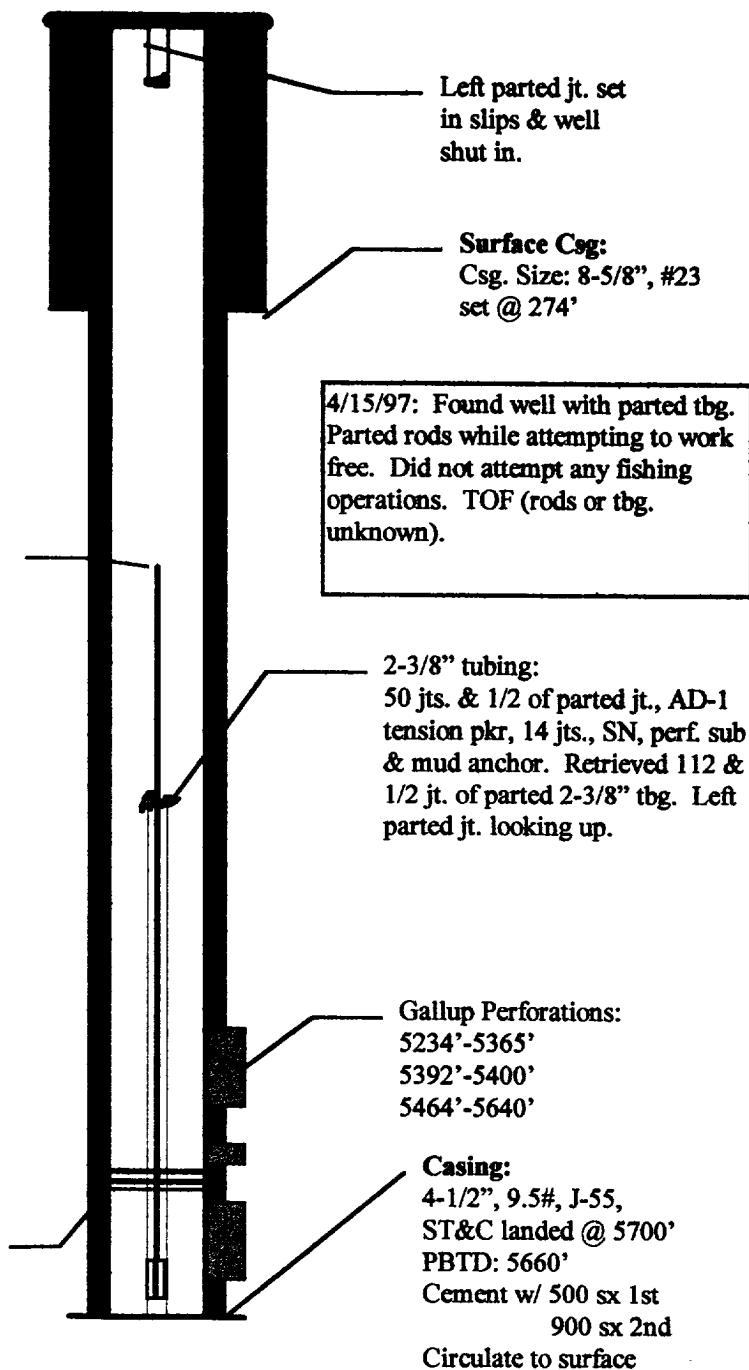 Left parted jt. set
in slips & well
shut in.
Surface Csg:
Csg. Size: 8-5/8”, #23
set @ 274’
4/15/97: Found well with parted tbg.
Parted rods while attempting to work
free. Did not attempt any fishing
operations. TOF (rods or tbg.
unknown).
2-3/8” tubing:
50 jts. & 1/2 of parted jt., AD-1
tension pkr, 14 jts., SN, perf. sub
& mud anchor. Retrieved 112 &
1/2 jt. of parted 2-3/8” tbg. Left
parted jt. looking up.
Gallup Perforations:
5234’-5365’
5392’-5400’
5464’-5640’
Casing:
4-1/2”, 9.5#, J-55,
ST&C landed @ 5700’
PBTD: 5660’
Cement w/ 500 sx 1st
900 sx 2nd
Circulate to surface